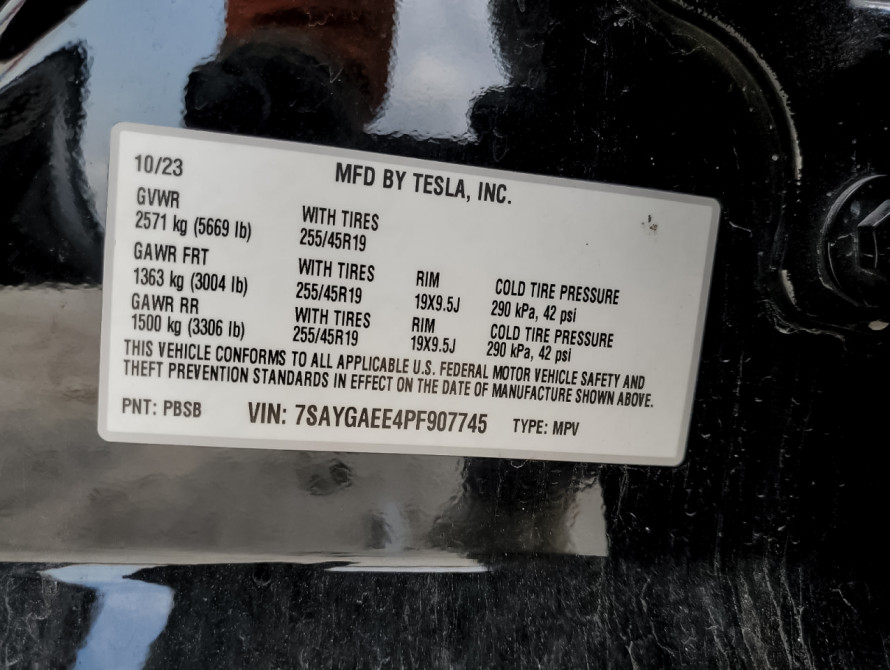 10/23
MFD BY TESLA, INC.
GVWR
2571 kg (5669 lb)
WITH TIRES
255/45R19
GAWR FRT
1363 kg (3004 lb)
WITH TIRES
255/45R19
RIM
19X9.5J
COLD TIRE PRESSURE
290 kPa, 42 psi
GAWR RR
1500 kg (3306 lb)
WITH TIRES
255/45R19
RIM
19X9.5J
COLD TIRE PRESSURE
290 kPa, 42 psi
THIS VEHICLE CONFORMS TO ALL APPLICABLE U.S. FEDERAL MOTOR VEHICLE SAFETY AND
THEFT PREVENTION STANDARDS IN EFFECT ON THE DATE OF MANUFACTURE SHOWN ABOVE.
PNT: PBSB VIN: 7SAYGAEE4PF907745 TYPE: MPV